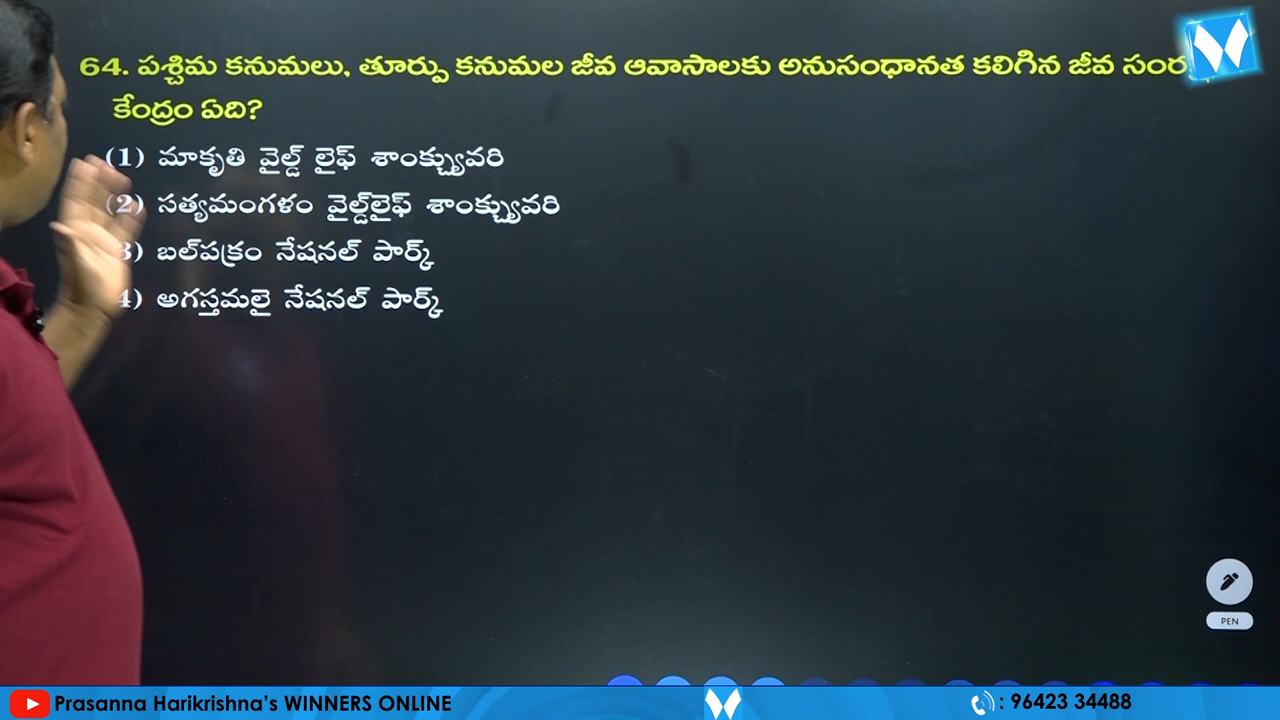 64. పశ్చిమ కనుమలు, తూర్పు కనుమల జీవ ఆవాసాలకు అనుసంధానత కలిగిన జీవ
కేంద్రం ఏది?
(1) మాకృతి వైల్డ్ లైఫ్ శాంక్చ్యువరి
(2) సత్యమంగళం వైల్డ్‌లైఫ్ శాంక్చ్యువరి
3) బల్‌పక్రం నేషనల్ పార్క్
4) అగస్తమలై నేషనల్ పార్క్
PEN
Prasanna Harikrishna's WINNERS ONLINE
: 96423 34488